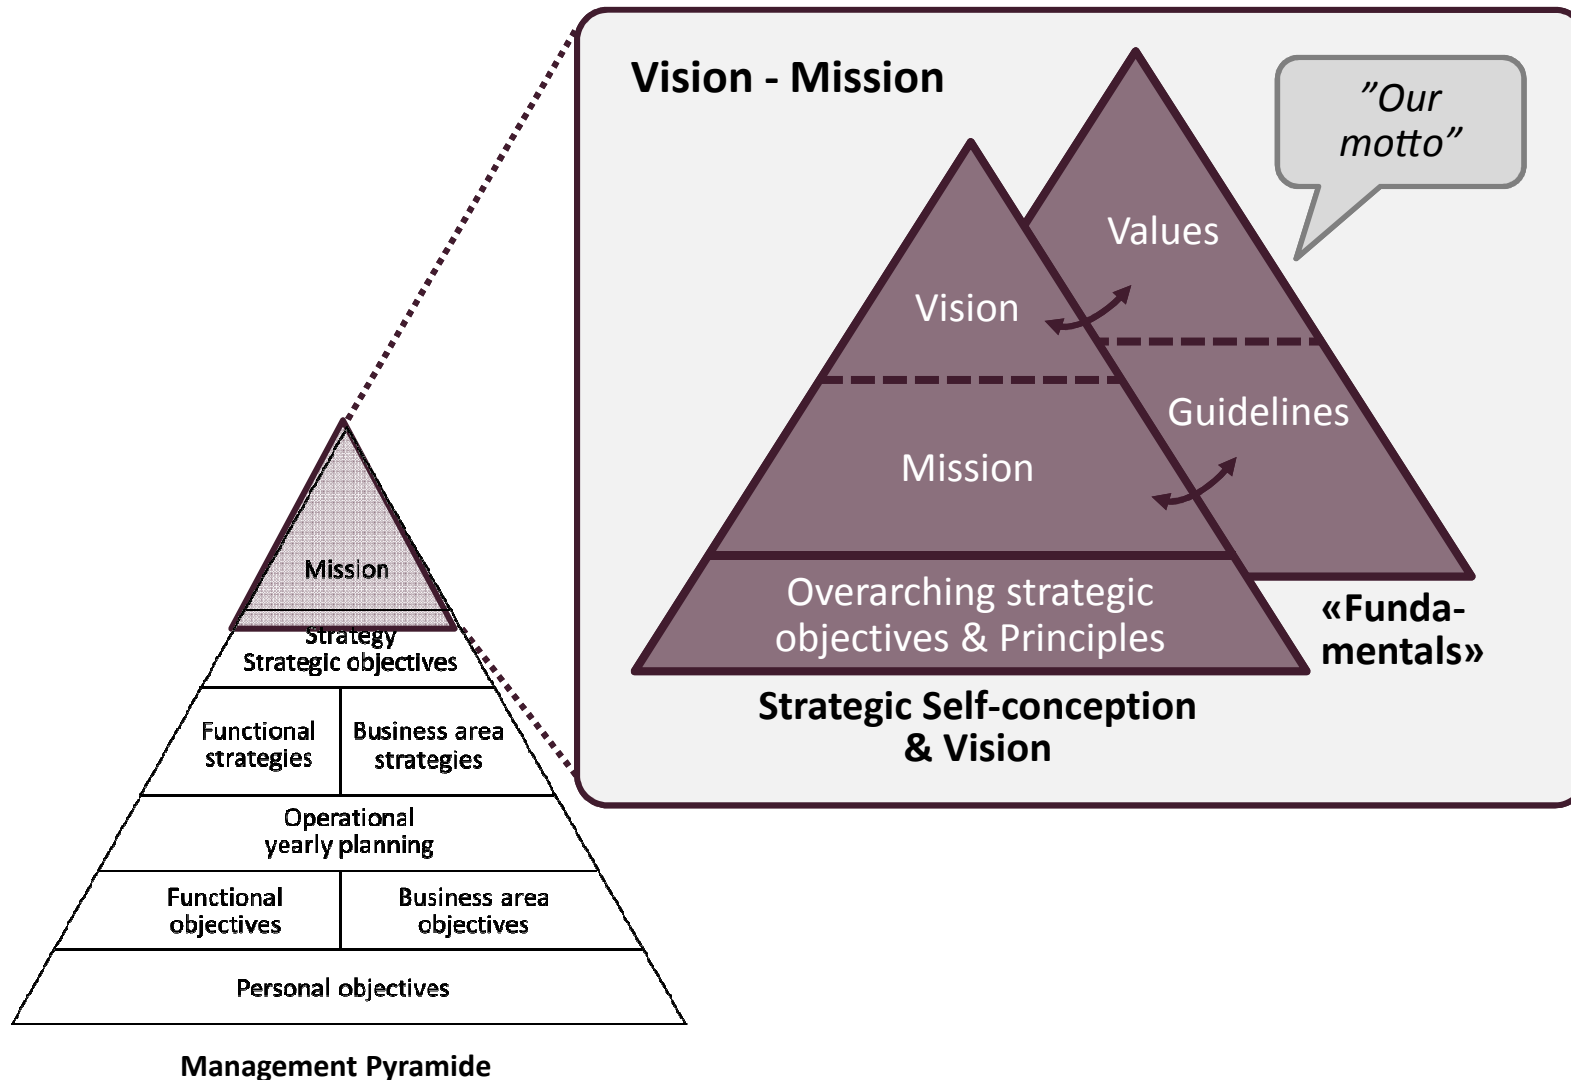 Vision - Mission
”Our
motto”
Values
Vision
Guidelines
Mission
Overarching strategic
objectives & Principles
«Funda-
mentals»
Strategic Self-conception
& Vision
Mission
Strategy
Strategic objectives
Functional
strategies
Business area
strategies
Operational
yearly planning
Functional
objectives
Business area
objectives
Personal objectives
Management Pyramide